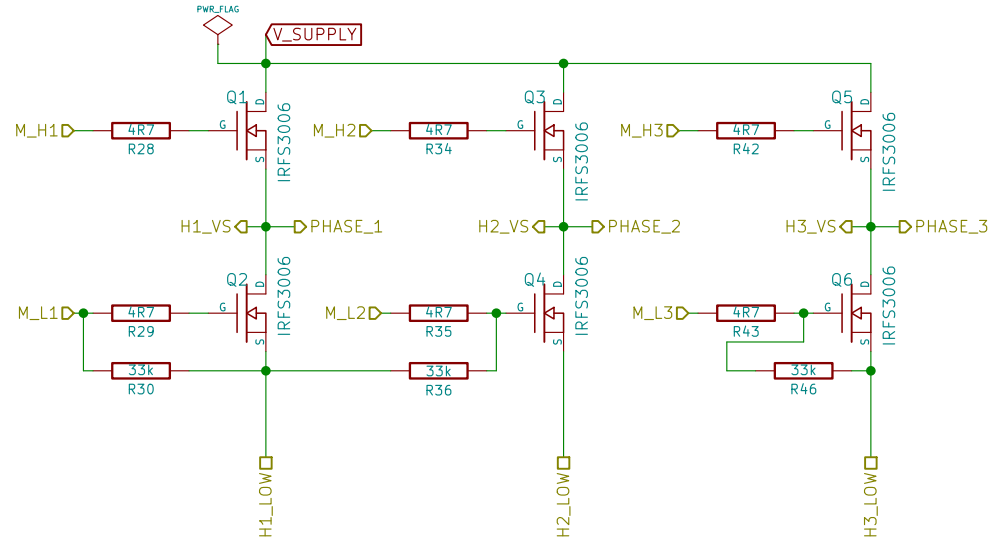 PWR_FLAG
V_SUPPLY
Q1 D Q3 D Q5 D
M_H1 4R7 G IRFS3006 M_H2 4R7 G IRFS3006 M_H3 4R7 G IRFS3006
R28 S R34 S R42 S
H1_VS PHASE_1 H2_VS PHASE_2 H3_VS PHASE_3
Q2 D Q4 D Q6 D
M_L1 4R7 G IRFS3006 M_L2 4R7 G IRFS3006 M_L3 4R7 G IRFS3006
R29 S R35 S R43 S
33k 33k 33k
R30 R36 R46
H1_LOW H2_LOW H3_LOW